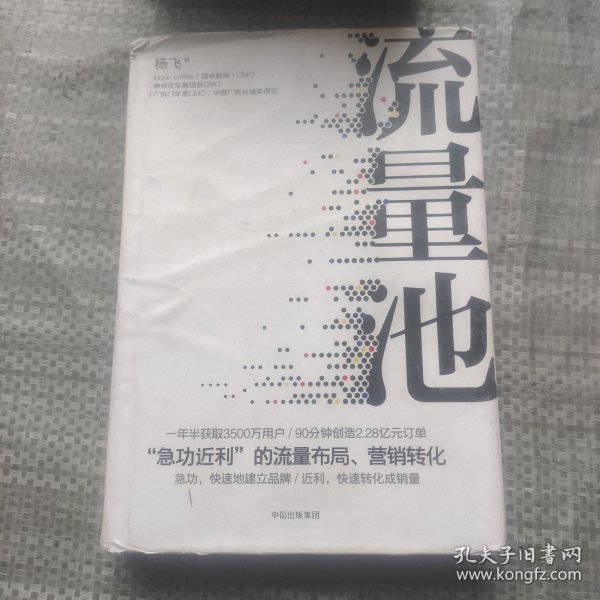 杨飞 著
luckin coffee（瑞幸咖啡）CMO
神州优车集团原CMO
广告门年度CMO/中国广告长城奖得主
流量池
一年半获取3500万用户/90分钟创造2.28亿元订单
“急功近利”的流量布局、营销转化
急功，快速地建立品牌/近利，快速转化成销量
中信出版集团
孔夫子旧书网
www.kongfz.com